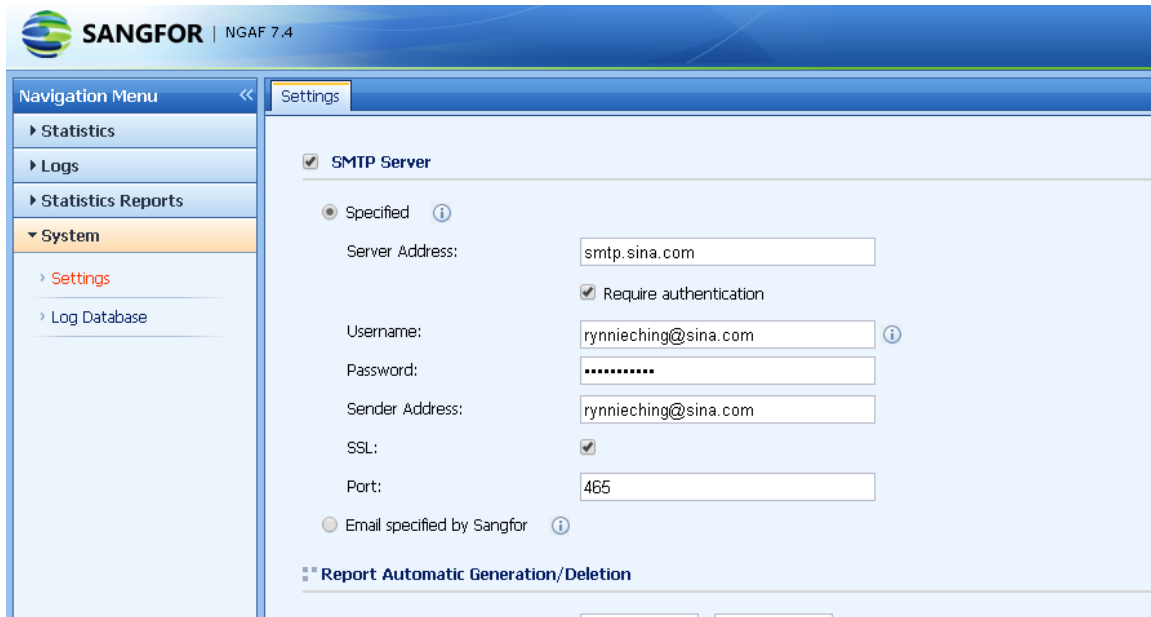 SANGFOR | NGAF 7.4
Navigation Menu
Statistics
Logs
Statistics Reports
System
Settings
Log Database
Settings
SMTP Server
Specified
Server Address: smtp.sina.com
Require authentication
Username: rynnieching@sina.com
Password: •••••••••••
Sender Address: rynnieching@sina.com
SSL:
Port: 465
Email specified by Sangfor
Report Automatic Generation/Deletion